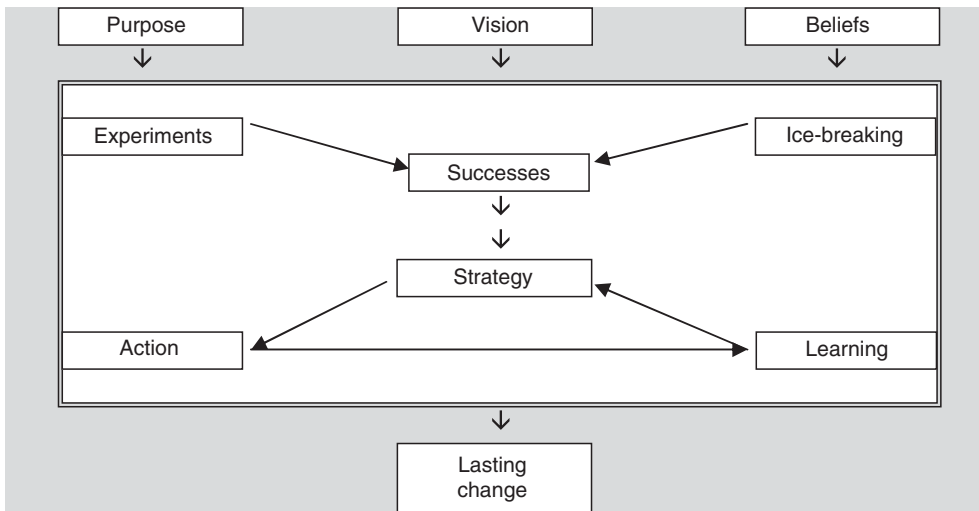 Purpose
Vision
Beliefs
Experiments
Ice-breaking
Successes
Strategy
Action
Learning
Lasting
change